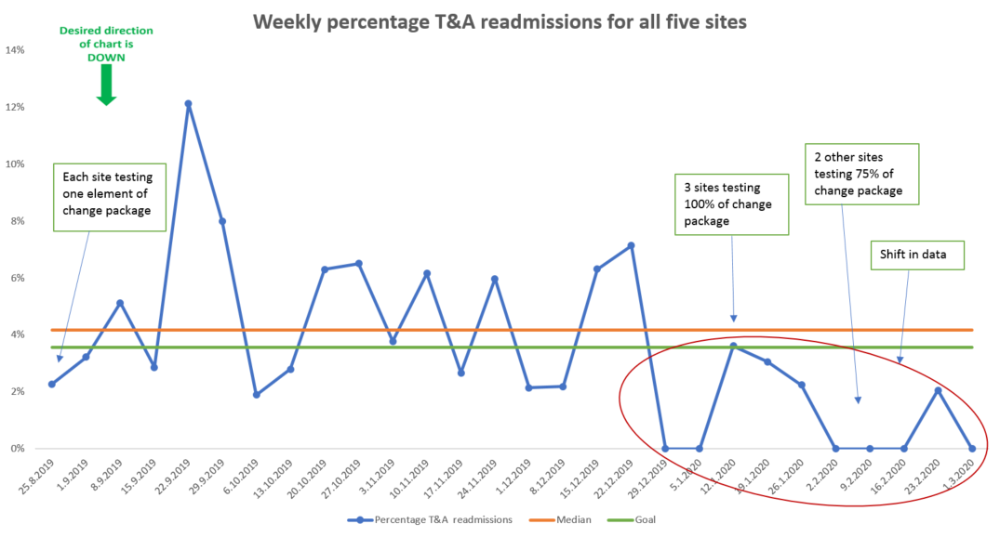 Weekly percentage T&A readmissions for all five sites
Desired direction
of chart is
DOWN
14%
12%
10%
8%
6%
4%
2%
0%
Each site testing
one element of
change package
3 sites testing
100% of change
package
2 other sites
testing 75% of
change package
Shift in data
25.8.2019
1.9.2019
8.9.2019
15.9.2019
22.9.2019
29.9.2019
6.10.2019
13.10.2019
20.10.2019
27.10.2019
3.11.2019
10.11.2019
17.11.2019
24.11.2019
1.12.2019
8.12.2019
15.12.2019
22.12.2019
29.12.2019
5.1.2020
12.1.2020
19.1.2020
26.1.2020
2.2.2020
9.2.2020
16.2.2020
23.2.2020
1.3.2020
Percentage T&A readmissions
Median
Goal